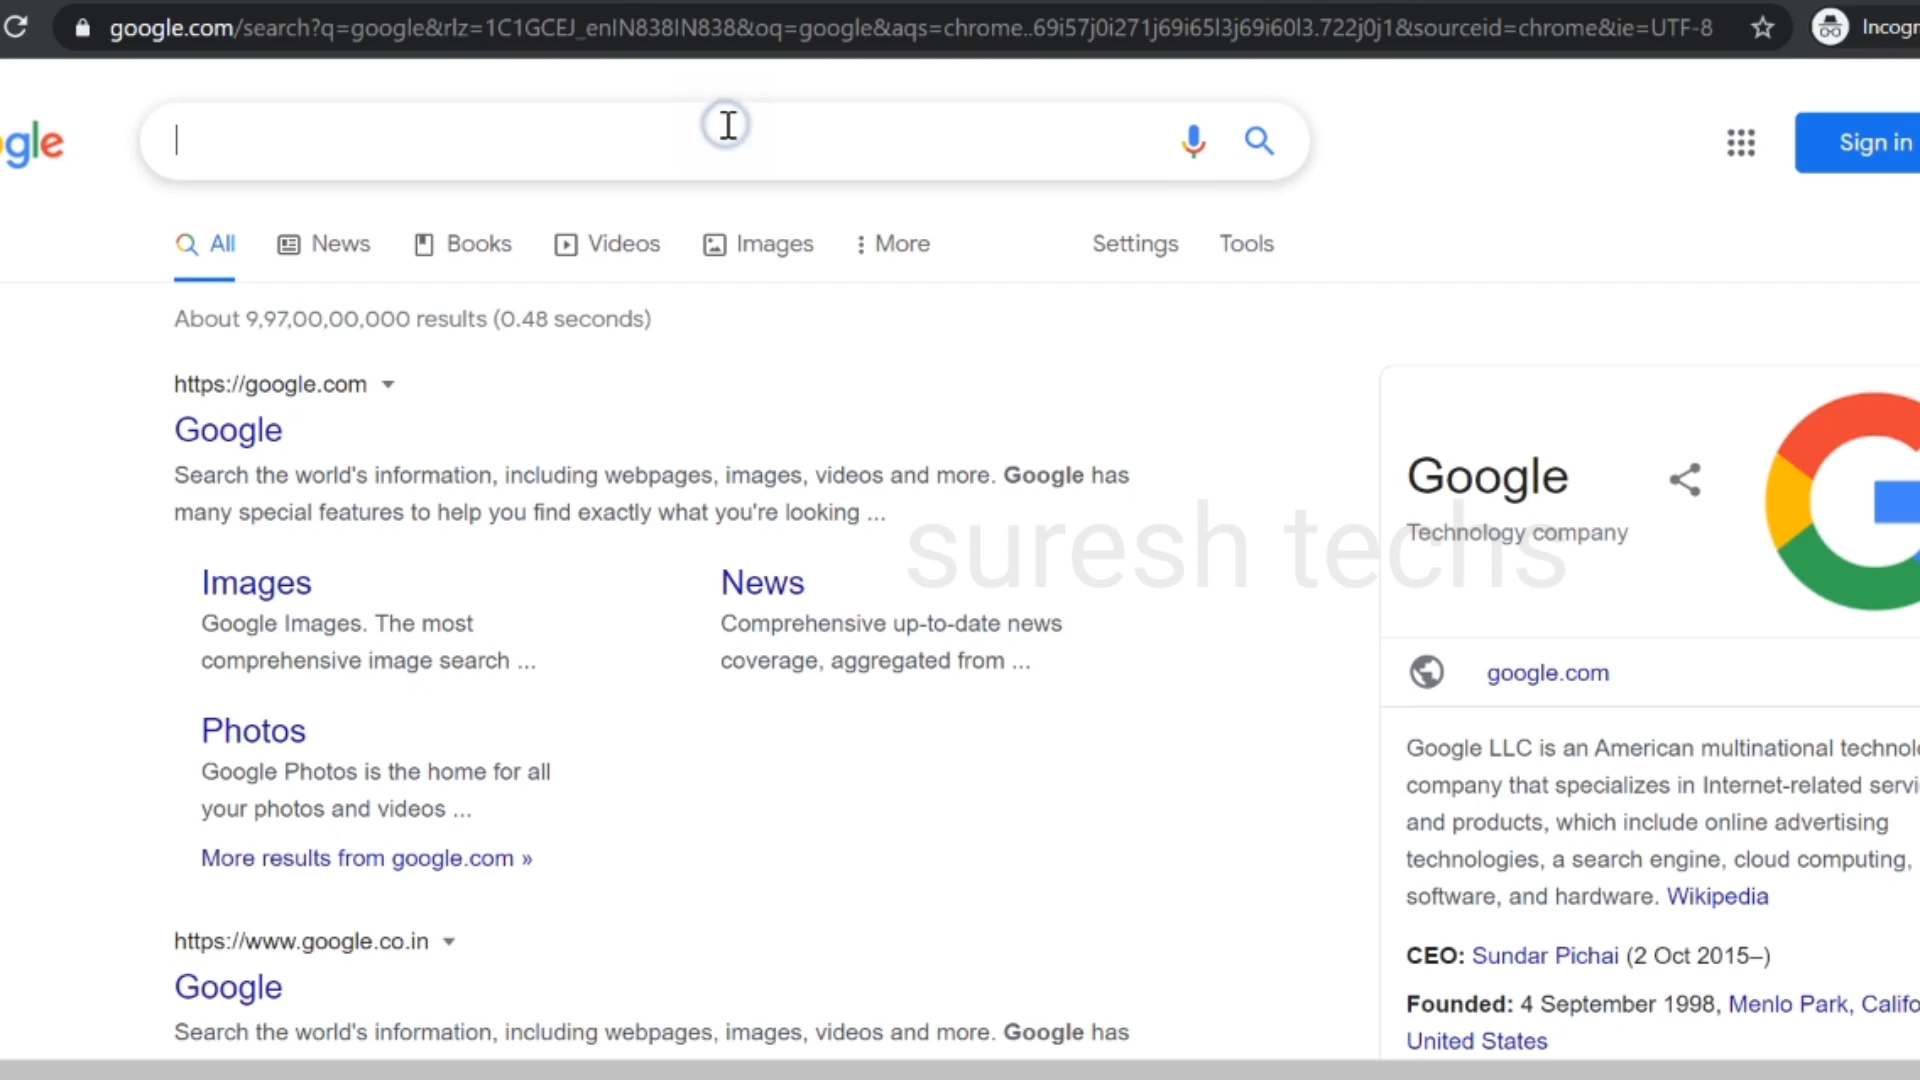 google.com/search?q=google&rlz=1C1GCEJ_enIN838IN838&oq=google&aqs=chrome..69i57j0i271j69i65l3j69i60l3.722j0j1&sourceid=chrome&ie=UTF-8
gle
Sign in
All News Books Videos Images More Settings Tools
About 9,97,00,00,000 results (0.48 seconds)
https://google.com
Google
Search the world's information, including webpages, images, videos and more. Google has
many special features to help you find exactly what you're looking ...
Images
Google Images. The most
comprehensive image search ...
News
Comprehensive up-to-date news
coverage, aggregated from ...
Photos
Google Photos is the home for all
your photos and videos ...
More results from google.com »
https://www.google.co.in
Google
Search the world's information, including webpages, images, videos and more. Google has
Google
Technology company
suresh techs
google.com
Google LLC is an American multinational
company that specializes in Internet-related
and products, which include online advertising
technologies, a search engine, cloud computing,
software, and hardware. Wikipedia
CEO: Sundar Pichai (2 Oct 2015–)
Founded: 4 September 1998, Menlo Park,
United States